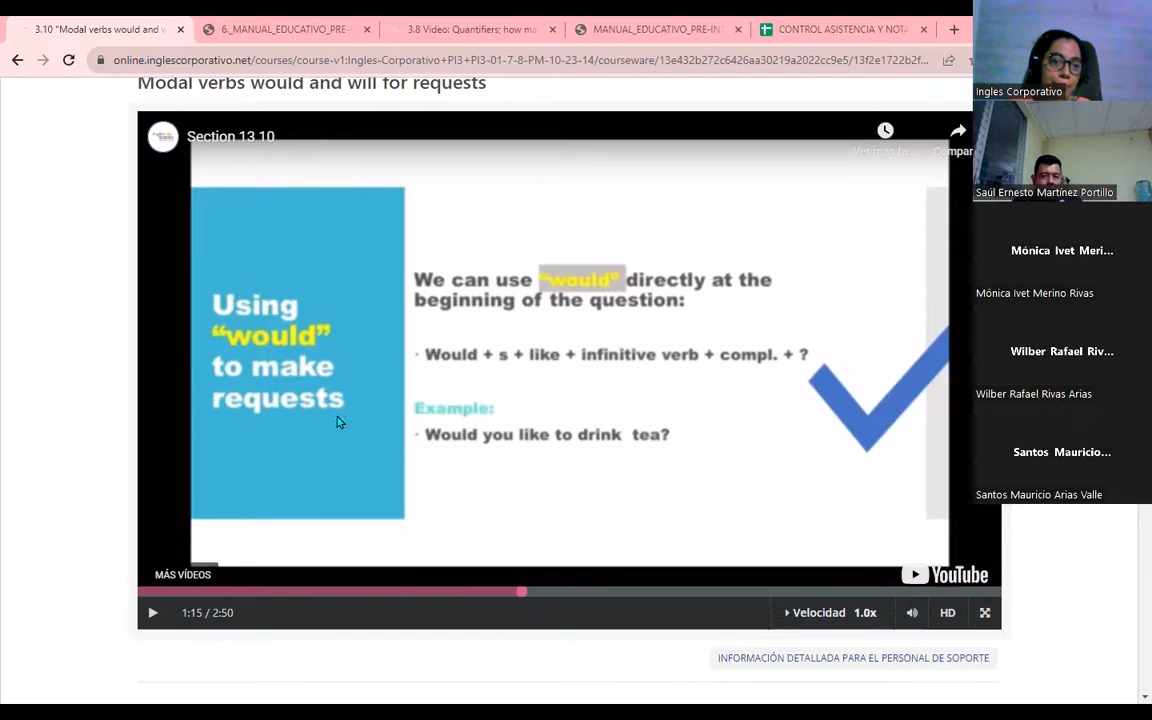 3.10 "Modal verbs would and v
6._MANUAL_EDUCATIVO_PRE-
3.8 Video: Quantifiers; how ma
MANUAL_EDUCATIVO_PRE-INT
CONTROL ASISTENCIA Y NOTA
online.inglescorporativo.net/courses/course-v1:Ingles-Corporativo+PI3+PI3-01-7-8-PM-10-23-14/courseware/13e432b272c6426aa30219a2022cc9e5/13f2e1722b2f...
Modal verbs would and will for requests
Section 13 10
Ver más ta
Compar
Using
"would"
to make
requests
We can use "would" directly at the
beginning of the question:
· Would + s + like + infinitive verb + compl. + ?
Example:
· Would you like to drink tea?
MÁS VÍDEOS
YouTube
1:15 / 2:50
Velocidad 1.0x
HD
INFORMACIÓN DETALLADA PARA EL PERSONAL DE SOPORTE
Ingles Corporativo
Saúl Ernesto Martínez Portillo
Mónica Ivet Meri...
Mónica Ivet Merino Rivas
Wilber Rafael Riv...
Wilber Rafael Rivas Arias
Santos Mauricio...
Santos Mauricio Arias Valle